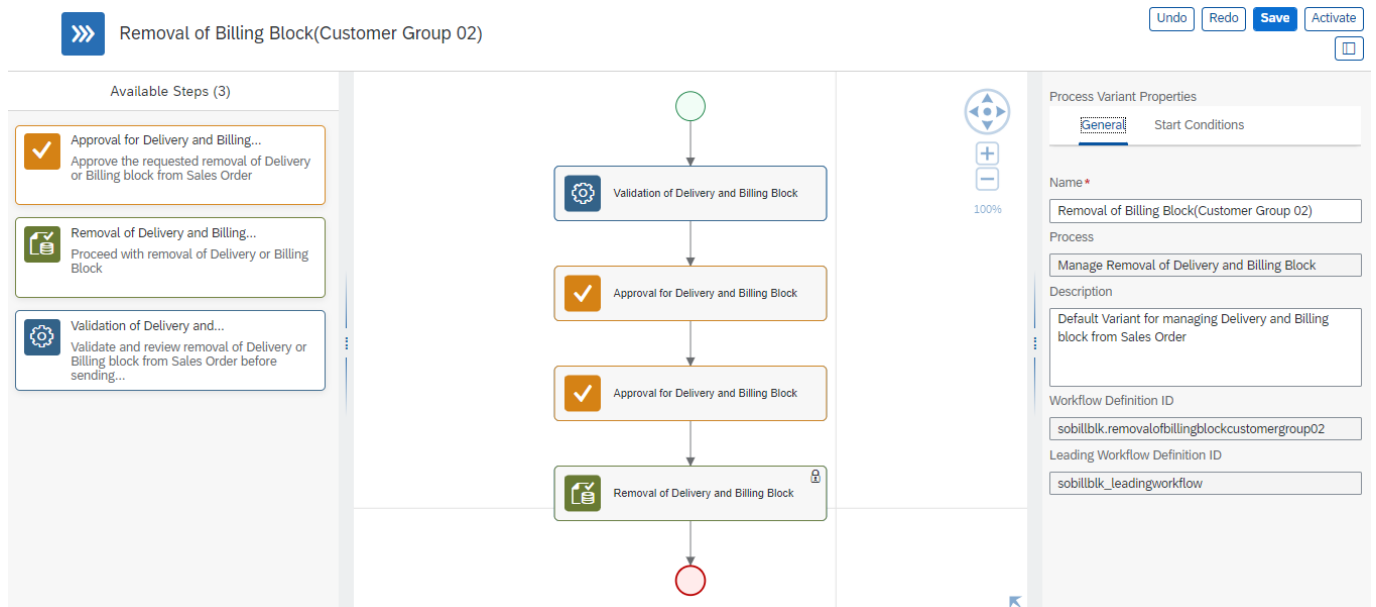 Removal of Billing Block(Customer Group 02)
Undo
Redo
Save
Activate
Available Steps (3)
Approval for Delivery and Billing...
Approve the requested removal of Delivery
or Billing block from Sales Order
Removal of Delivery and Billing...
Proceed with removal of Delivery or Billing
Block
Validation of Delivery and...
Validate and review removal of Delivery or
Billing block from Sales Order before
sending...
Validation of Delivery and Billing Block
Approval for Delivery and Billing Block
Approval for Delivery and Billing Block
Removal of Delivery and Billing Block
100%
Process Variant Properties
General
Start Conditions
Name*
Removal of Billing Block(Customer Group 02)
Process
Manage Removal of Delivery and Billing Block
Description
Default Variant for managing Delivery and Billing
block from Sales Order
Workflow Definition ID
sobillblk.removalofbillingblockcustomergroup02
Leading Workflow Definition ID
sobillblk_leadingworkflow